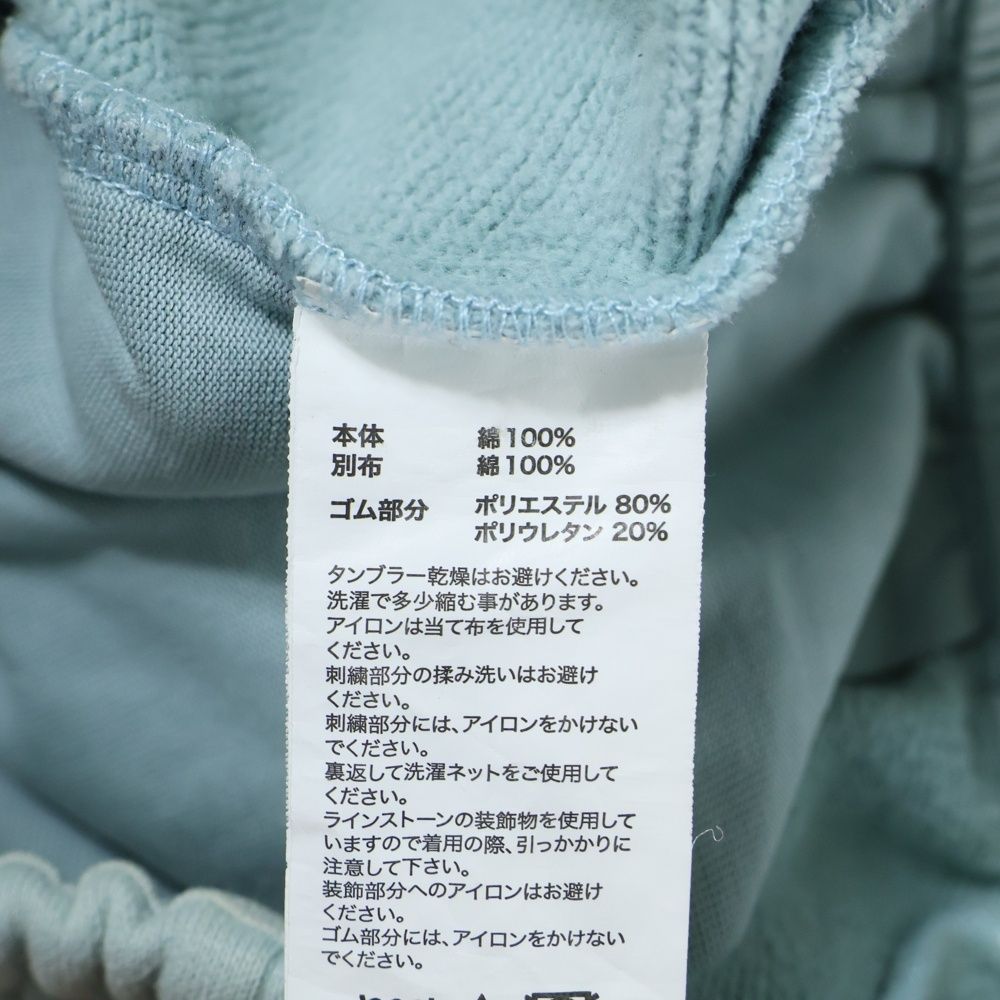 本体 綿100%
別布 綿100%
ゴム部分 ポリエステル 80%
ポリウレタン 20%
タンブラー乾燥はお避けください。
洗濯で多少縮む事があります。
アイロンは当て布を使用して
ください。
刺繍部分の揉み洗いはお避け
ください。
刺繍部分には、アイロンをかけない
でください。
裏返して洗濯ネットをご使用して
ください。
ラインストーンの装飾物を使用して
いますので着用の際、引っかかりに
注意して下さい。
装飾部分へのアイロンはお避け
ください。
ゴム部分には、アイロンをかけない
でください。